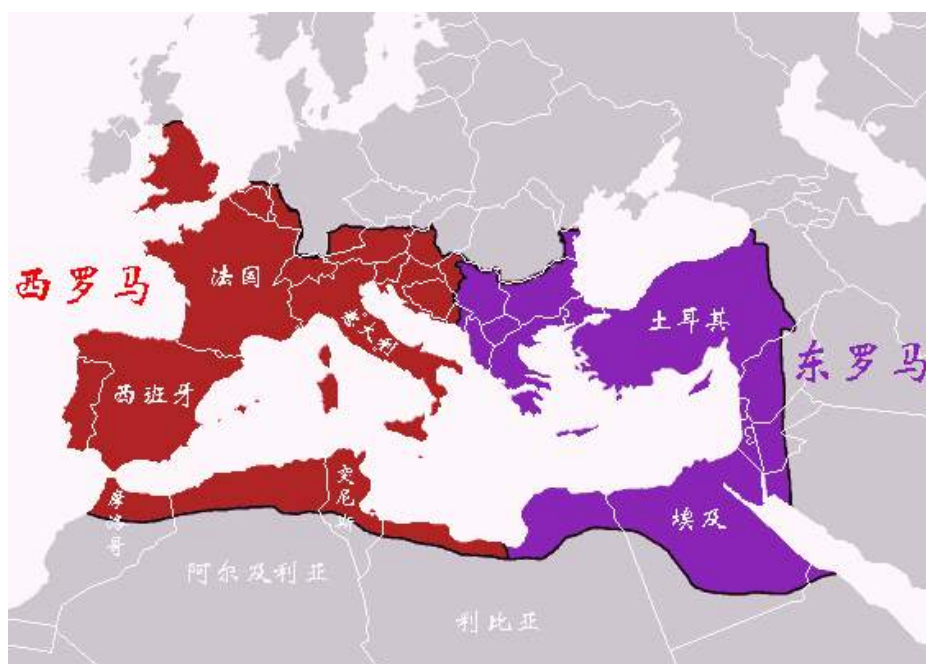 法国
西罗马
意大利
土耳其
东罗马
西班牙
突尼斯
摩洛哥
埃及
阿尔及利亚
利比亚